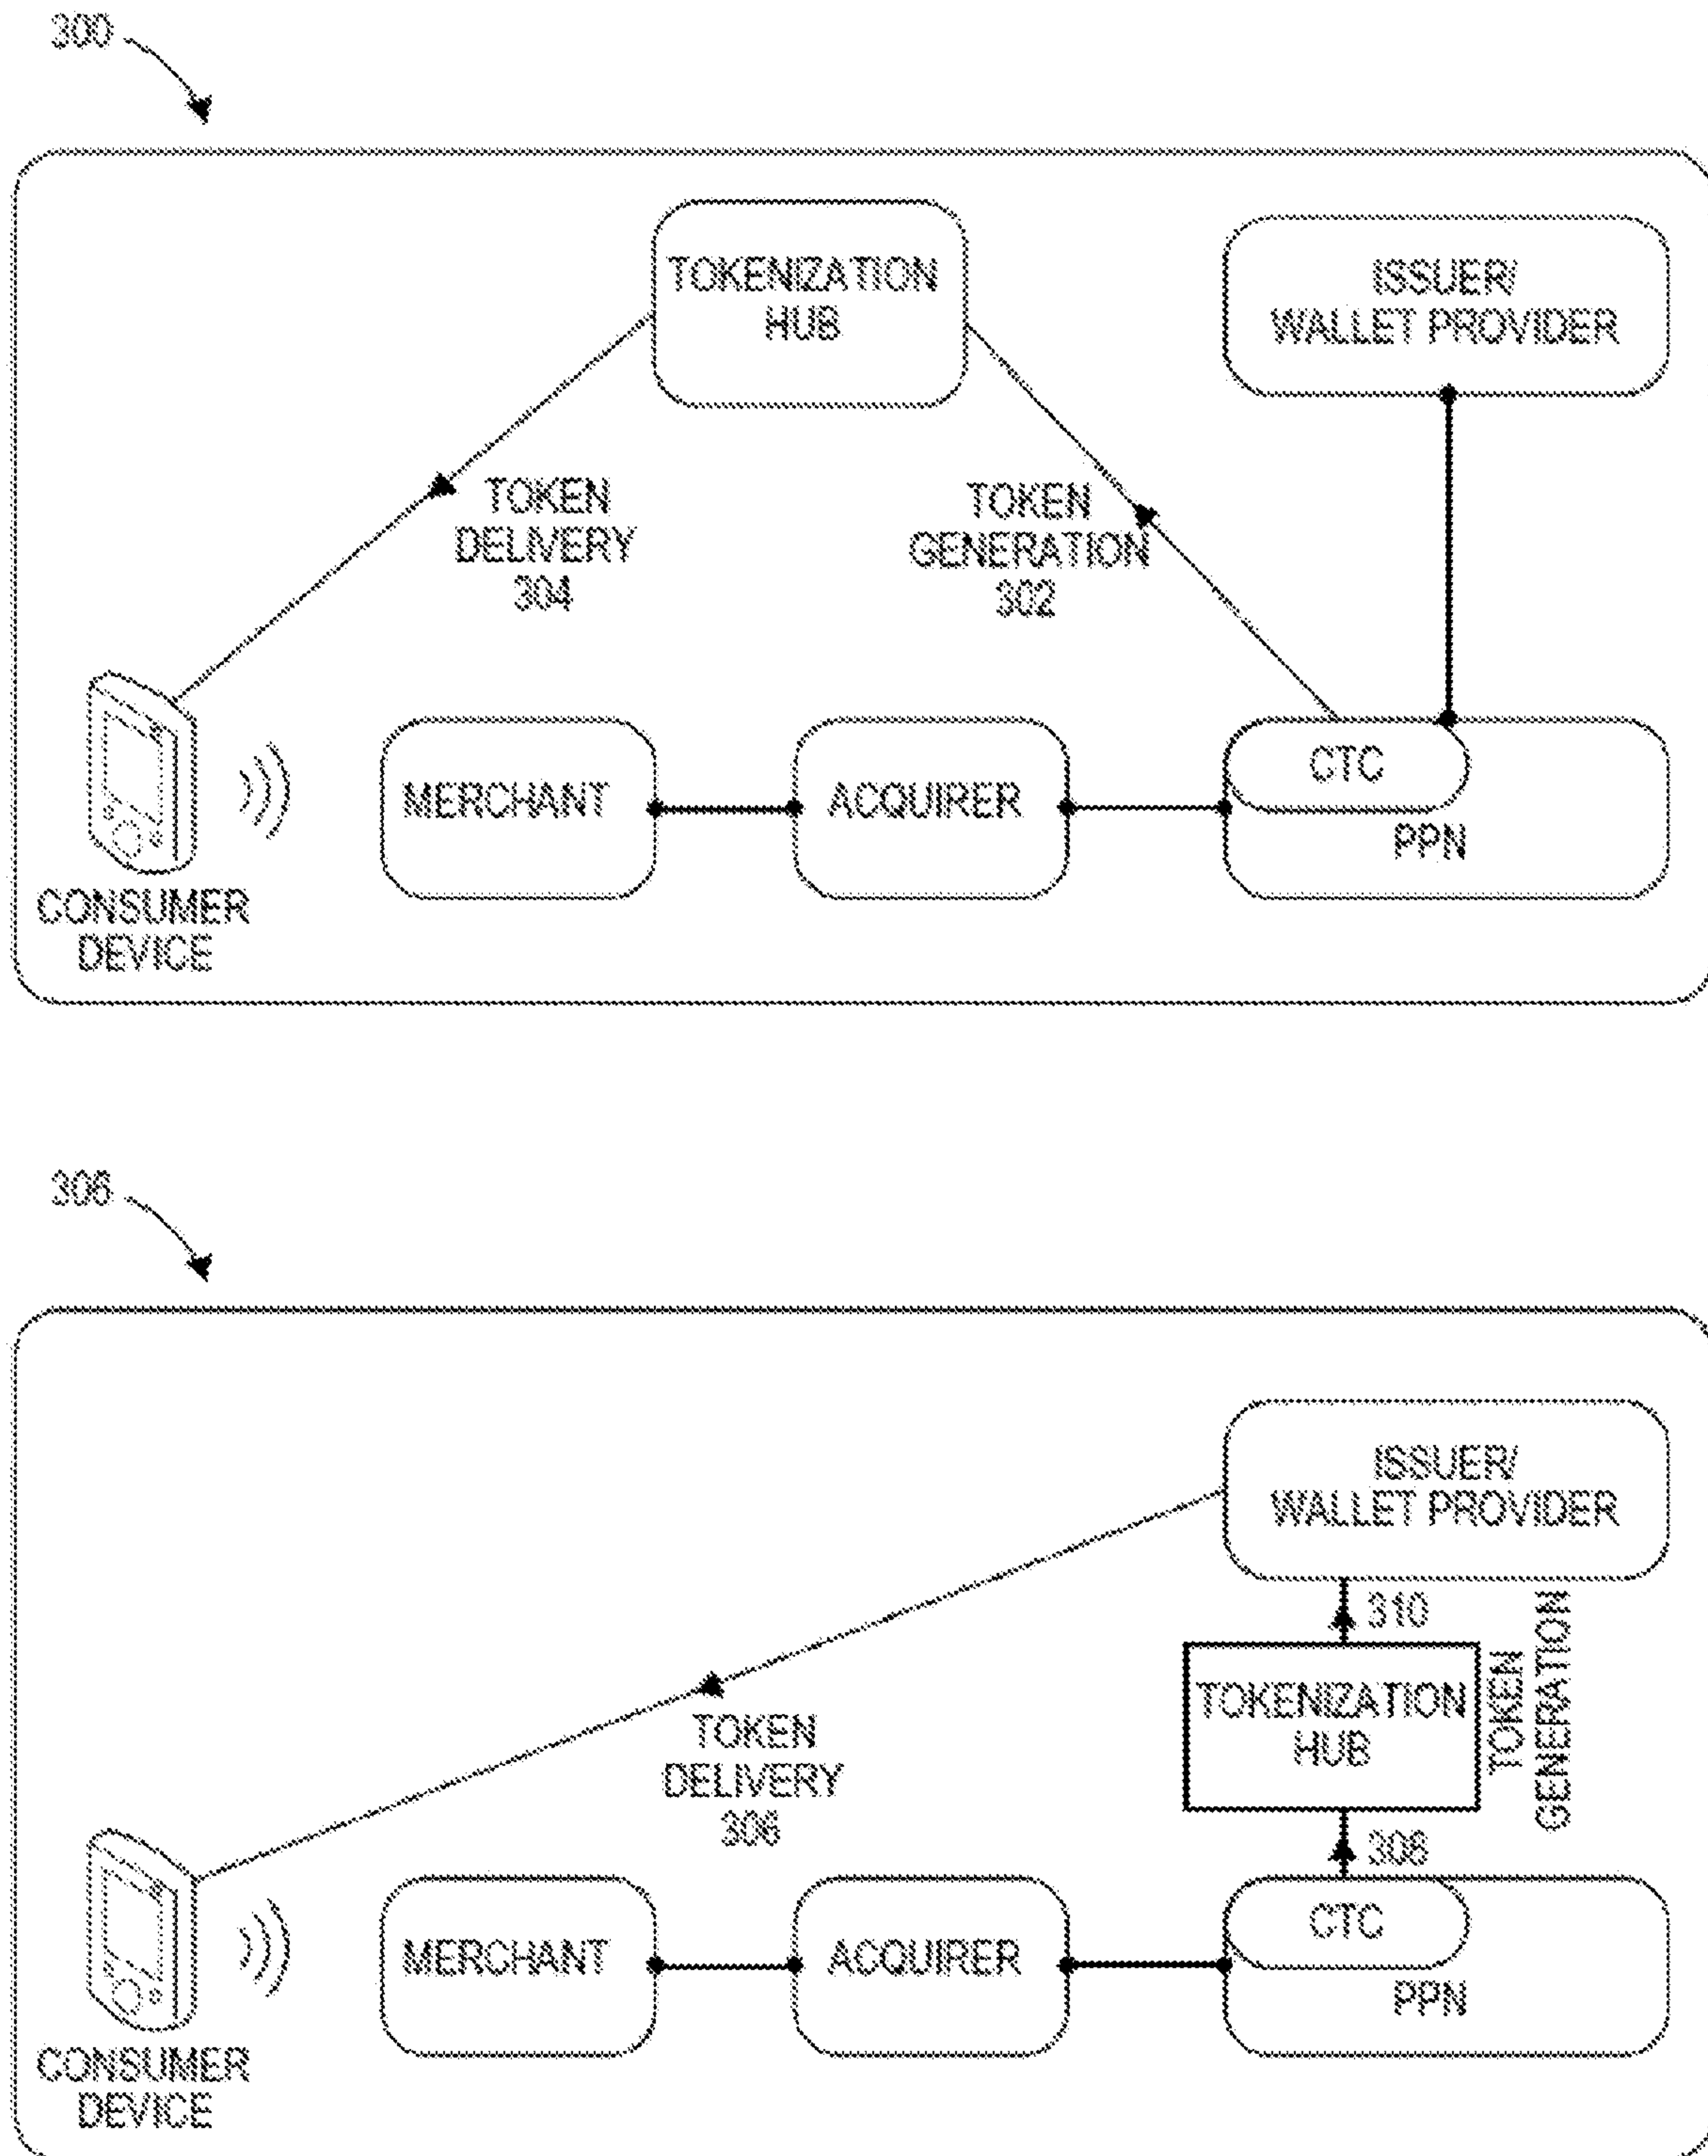 300
TOKENIZATION
HUB
ISSUER/
WALLET PROVIDER
TOKEN
DELIVERY
304
TOKEN
GENERATION
302
MERCHANT
ACQUIRER
CTC
PPN
CONSUMER
DEVICE
306
ISSUER/
WALLET PROVIDER
310
TOKENIZATION
HUB
TOKEN
GENERATION
TOKEN
DELIVERY
306
308
MERCHANT
ACQUIRER
CTC
PPN
CONSUMER
DEVICE